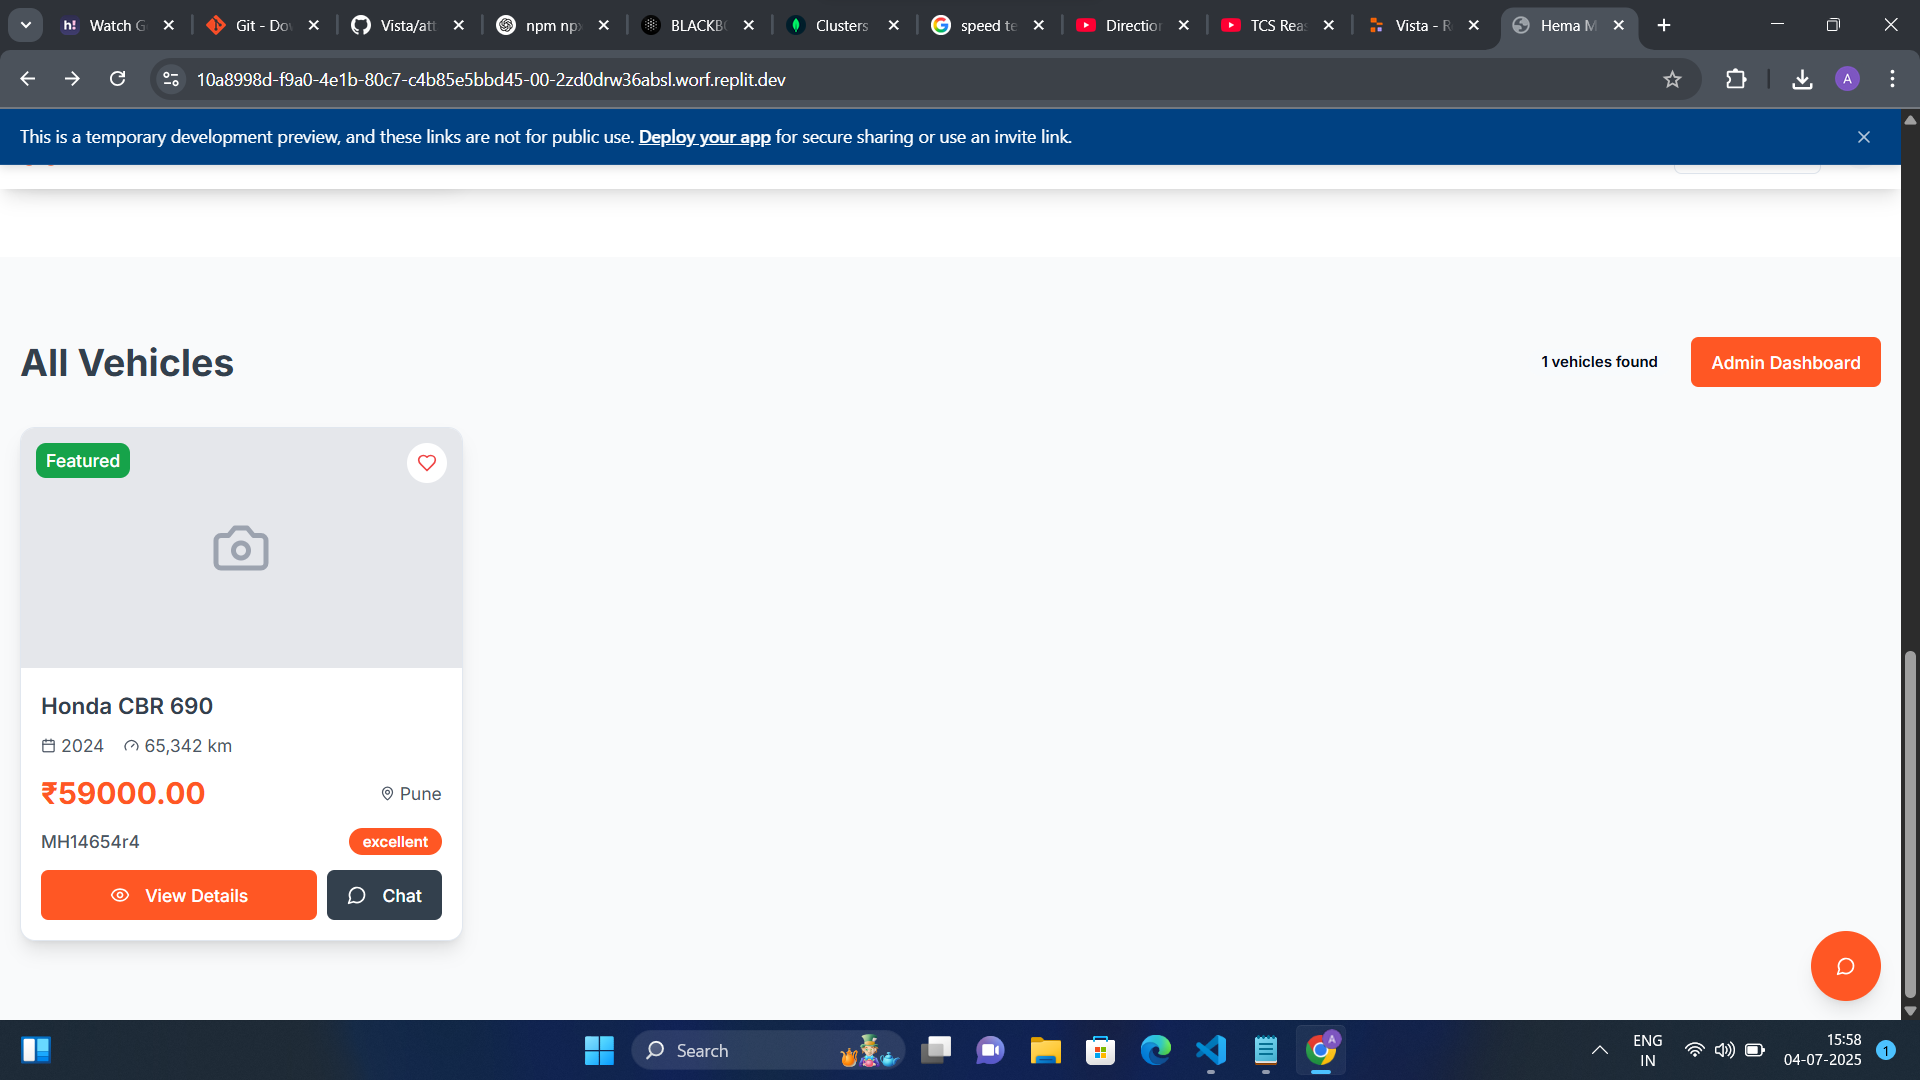 Watch G
Git - Do
Vista/att
npm np
BLACKB
Clusters
speed te
Direction
TCS Reas
Vista - R
Hema M
10a8998d-f9a0-4e1b-80c7-c4b85e5bbd45-00-2zd0drw36absl.worf.replit.dev
A
This is a temporary development preview, and these links are not for public use. Deploy your app for secure sharing or use an invite link.
All Vehicles
1 vehicles found
Admin Dashboard
Featured
Honda CBR 690
2024
65,342 km
₹59000.00
Pune
MH14654r4
excellent
View Details
Chat
Search
ENG
IN
15:58
04-07-2025
1